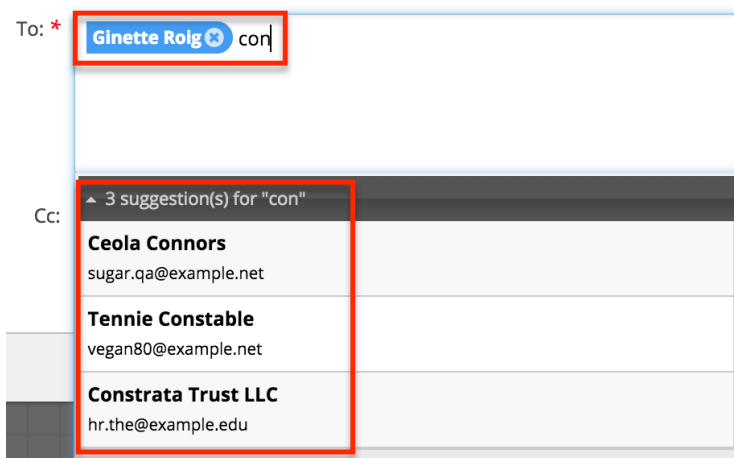 To: *
Ginette Roig con
3 suggestion(s) for "con"
Cc:
Ceola Connors
sugar.qa@example.net
Tennie Constable
vegan80@example.net
Constrata Trust LLC
hr.the@example.edu